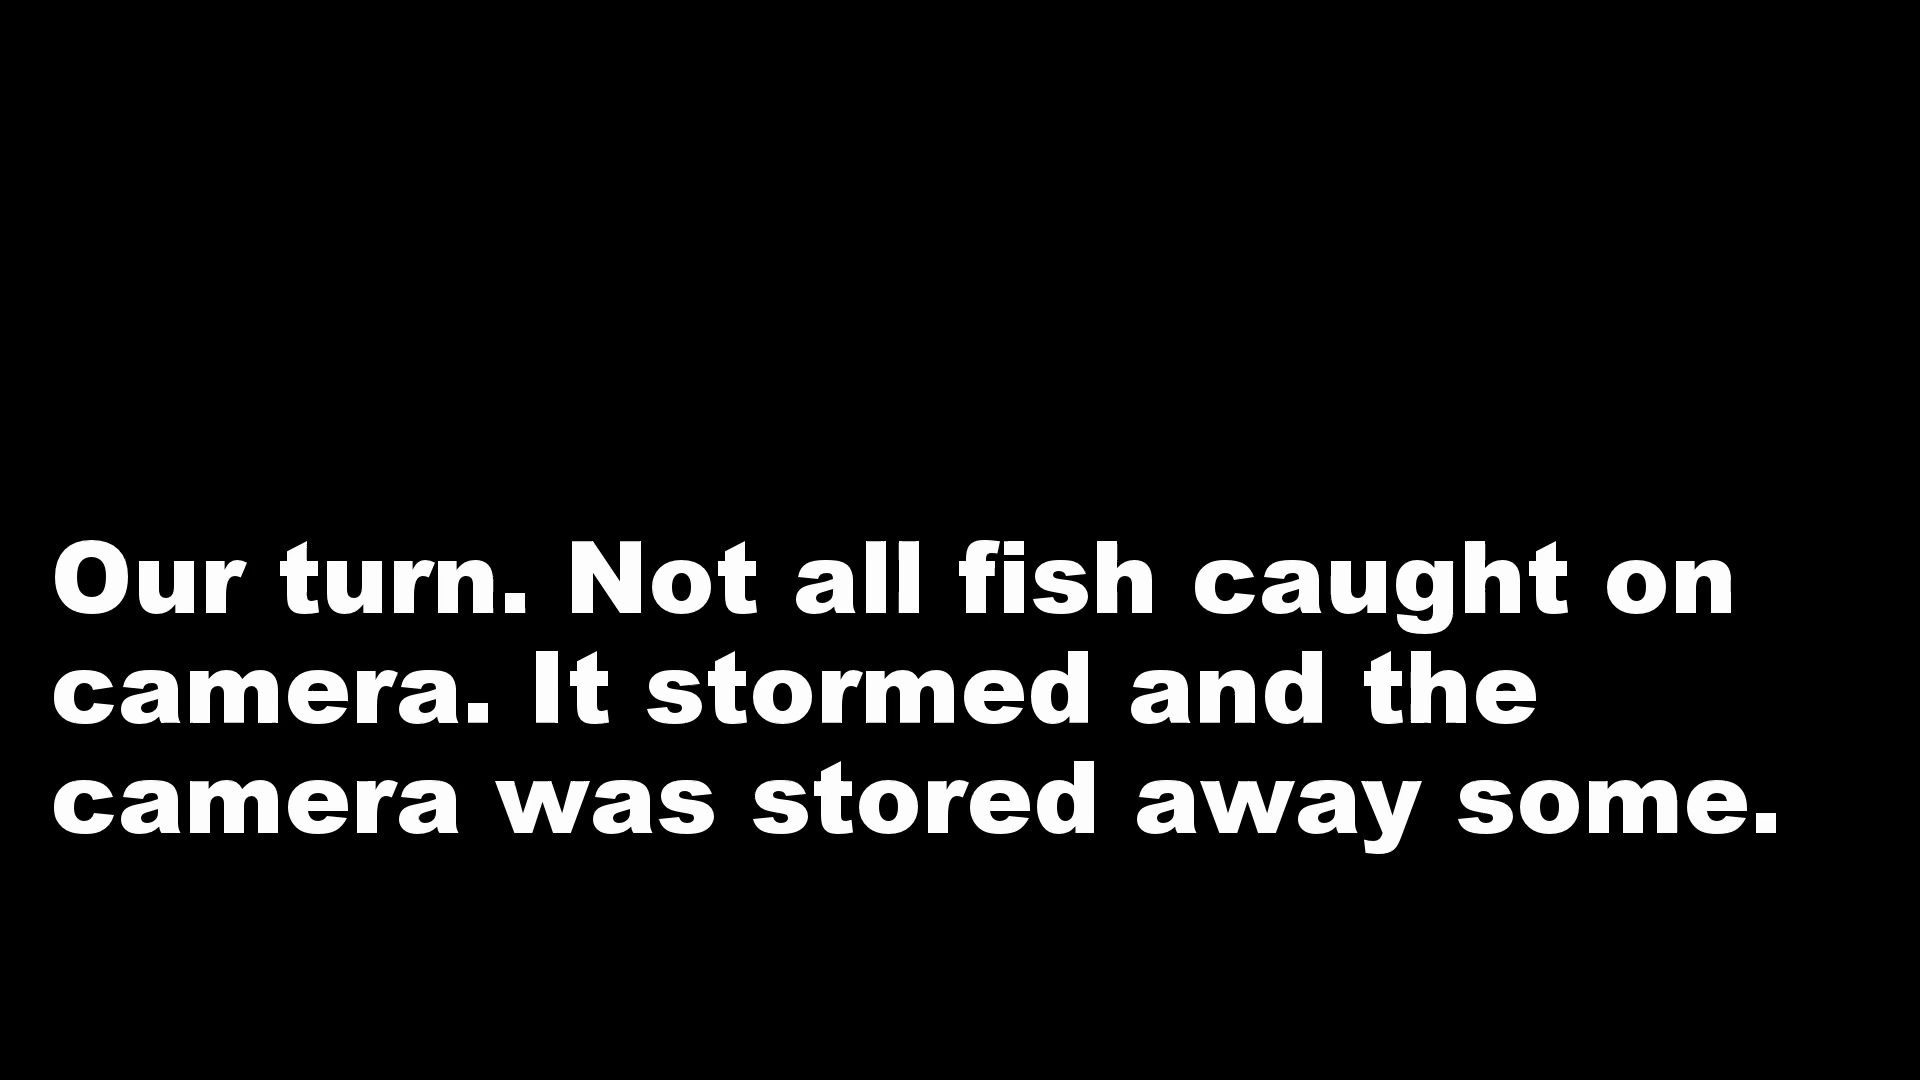 Our turn. Not all fish caught on
camera. It stormed and the
camera was stored away some.